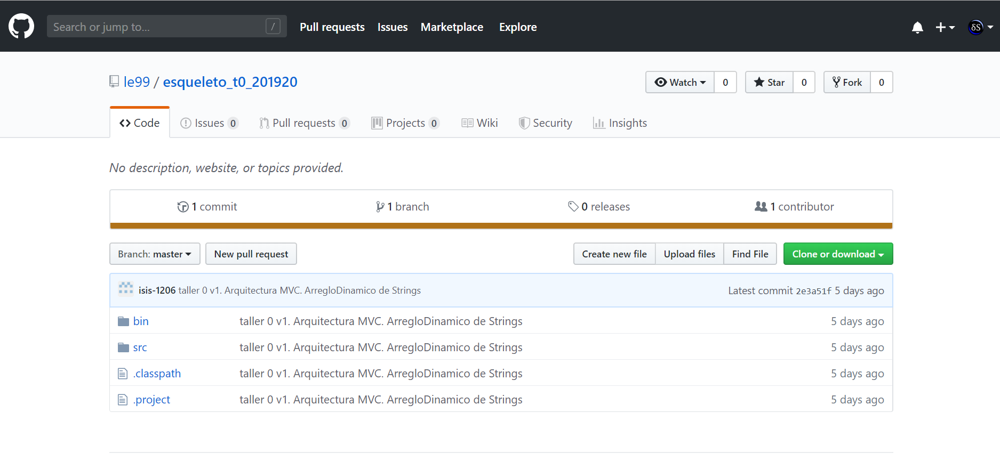 Search or jump to... / Pull requests Issues Marketplace Explore δS
le99 / esqueleto_t0_201920 Watch 0 Star 0 Fork 0
Code Issues 0 Pull requests 0 Projects 0 Wiki Security Insights
No description, website, or topics provided.
1 commit 1 branch 0 releases 1 contributor
Branch: master New pull request Create new file Upload files Find File Clone or download
isis-1206 taller 0 v1. Arquitectura MVC. ArregloDinamico de Strings Latest commit 2e3a51f 5 days ago
bin taller 0 v1. Arquitectura MVC. ArregloDinamico de Strings 5 days ago
src taller 0 v1. Arquitectura MVC. ArregloDinamico de Strings 5 days ago
.classpath taller 0 v1. Arquitectura MVC. ArregloDinamico de Strings 5 days ago
.project taller 0 v1. Arquitectura MVC. ArregloDinamico de Strings 5 days ago